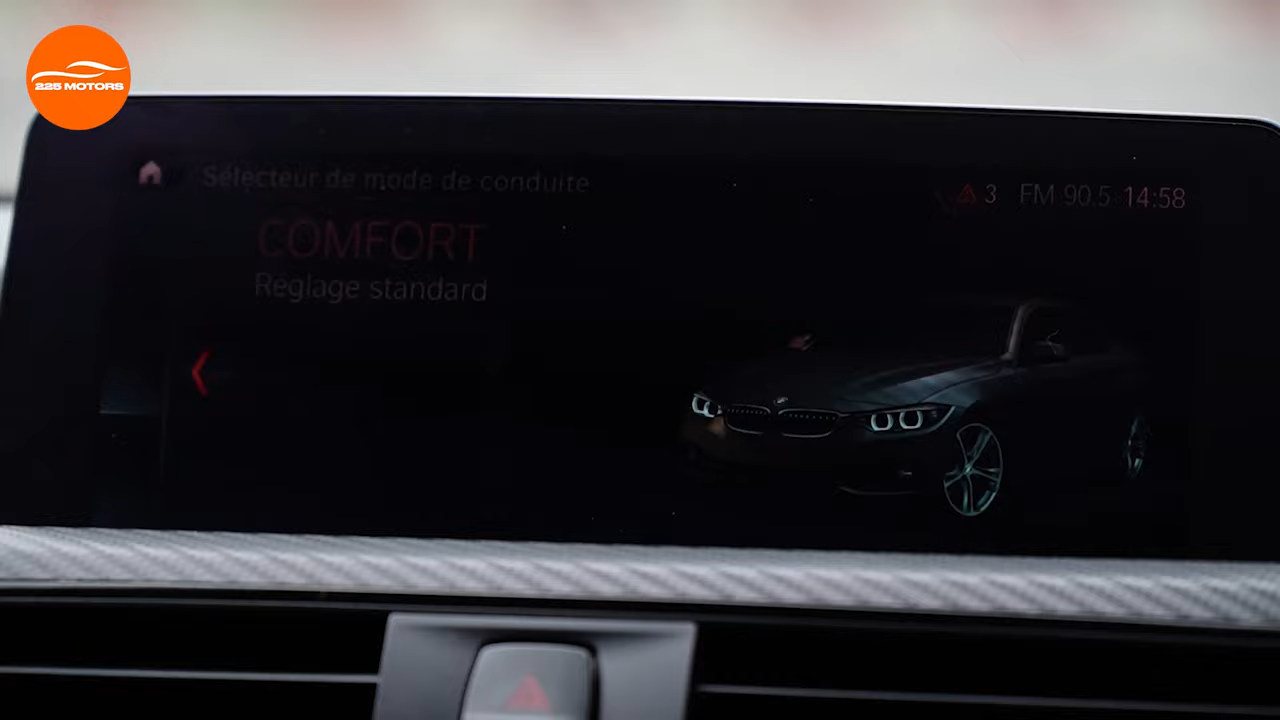 225 MOTORS
Sélecteur de mode de conduite
3 FM 90.5 14:58
COMFORT
Réglage standard